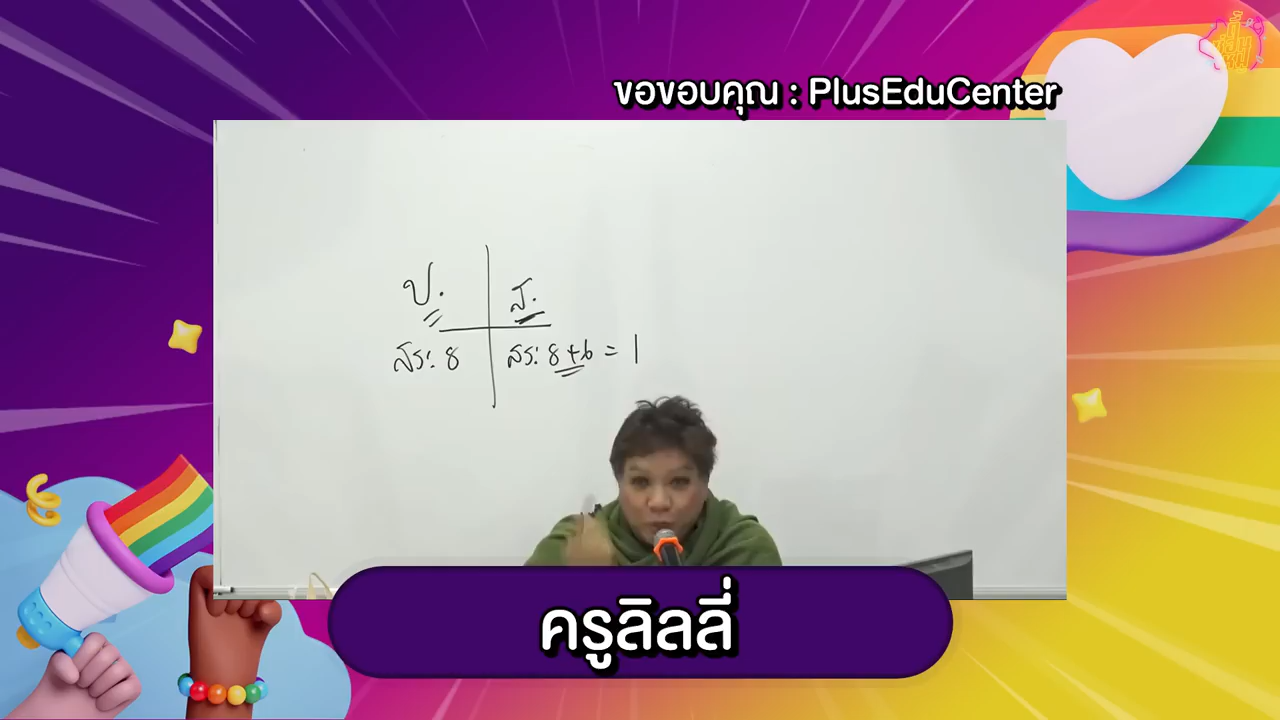 ขอขอบคุณ : PlusEduCenter
ป. ส.
สระ 8 สระ 8+6 = 1
ครูลิลลี่